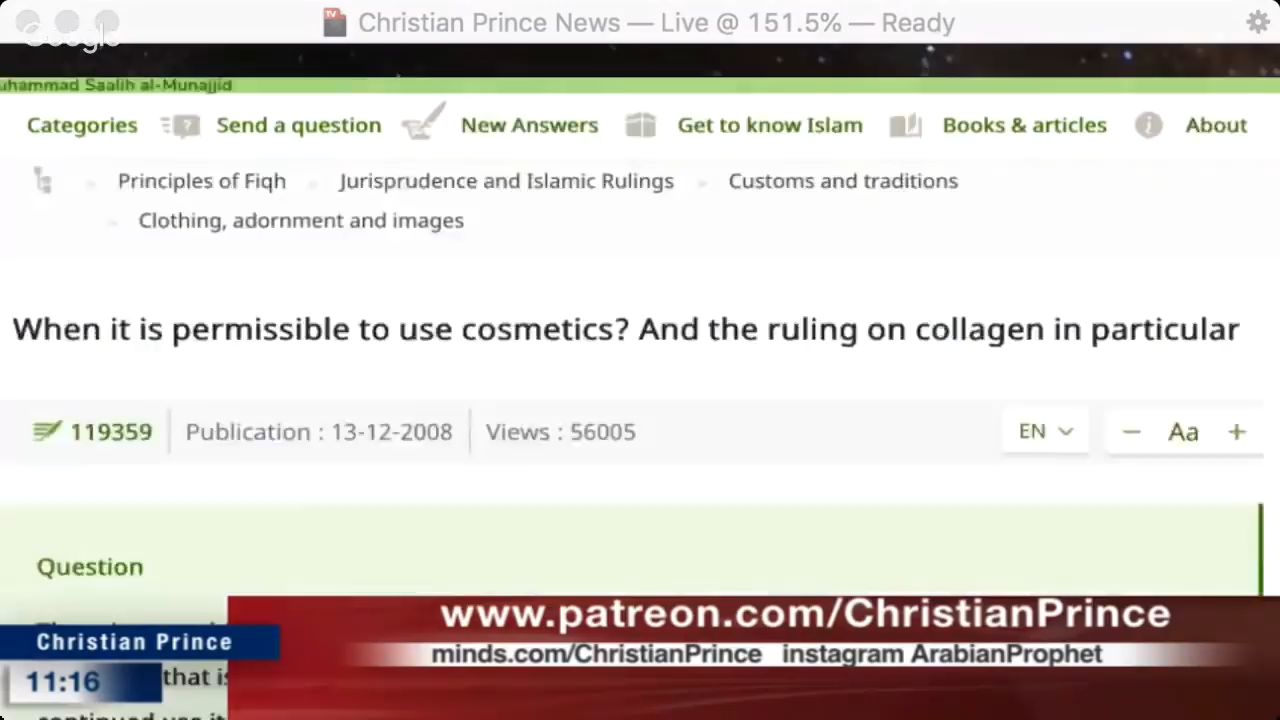 Christian Prince News — Live @ 151.5% — Ready
Google
uhammad Saalih al-Munajjid
Categories Send a question New Answers Get to know Islam Books & articles About
Principles of Fiqh Jurisprudence and Islamic Rulings Customs and traditions
Clothing, adornment and images
When it is permissible to use cosmetics? And the ruling on collagen in particular
119359 Publication : 13-12-2008 Views : 56005 EN − Aa +
Question
www.patreon.com/ChristianPrince
Christian Prince
minds.com/ChristianPrince instagram ArabianProphet
11:16 that is